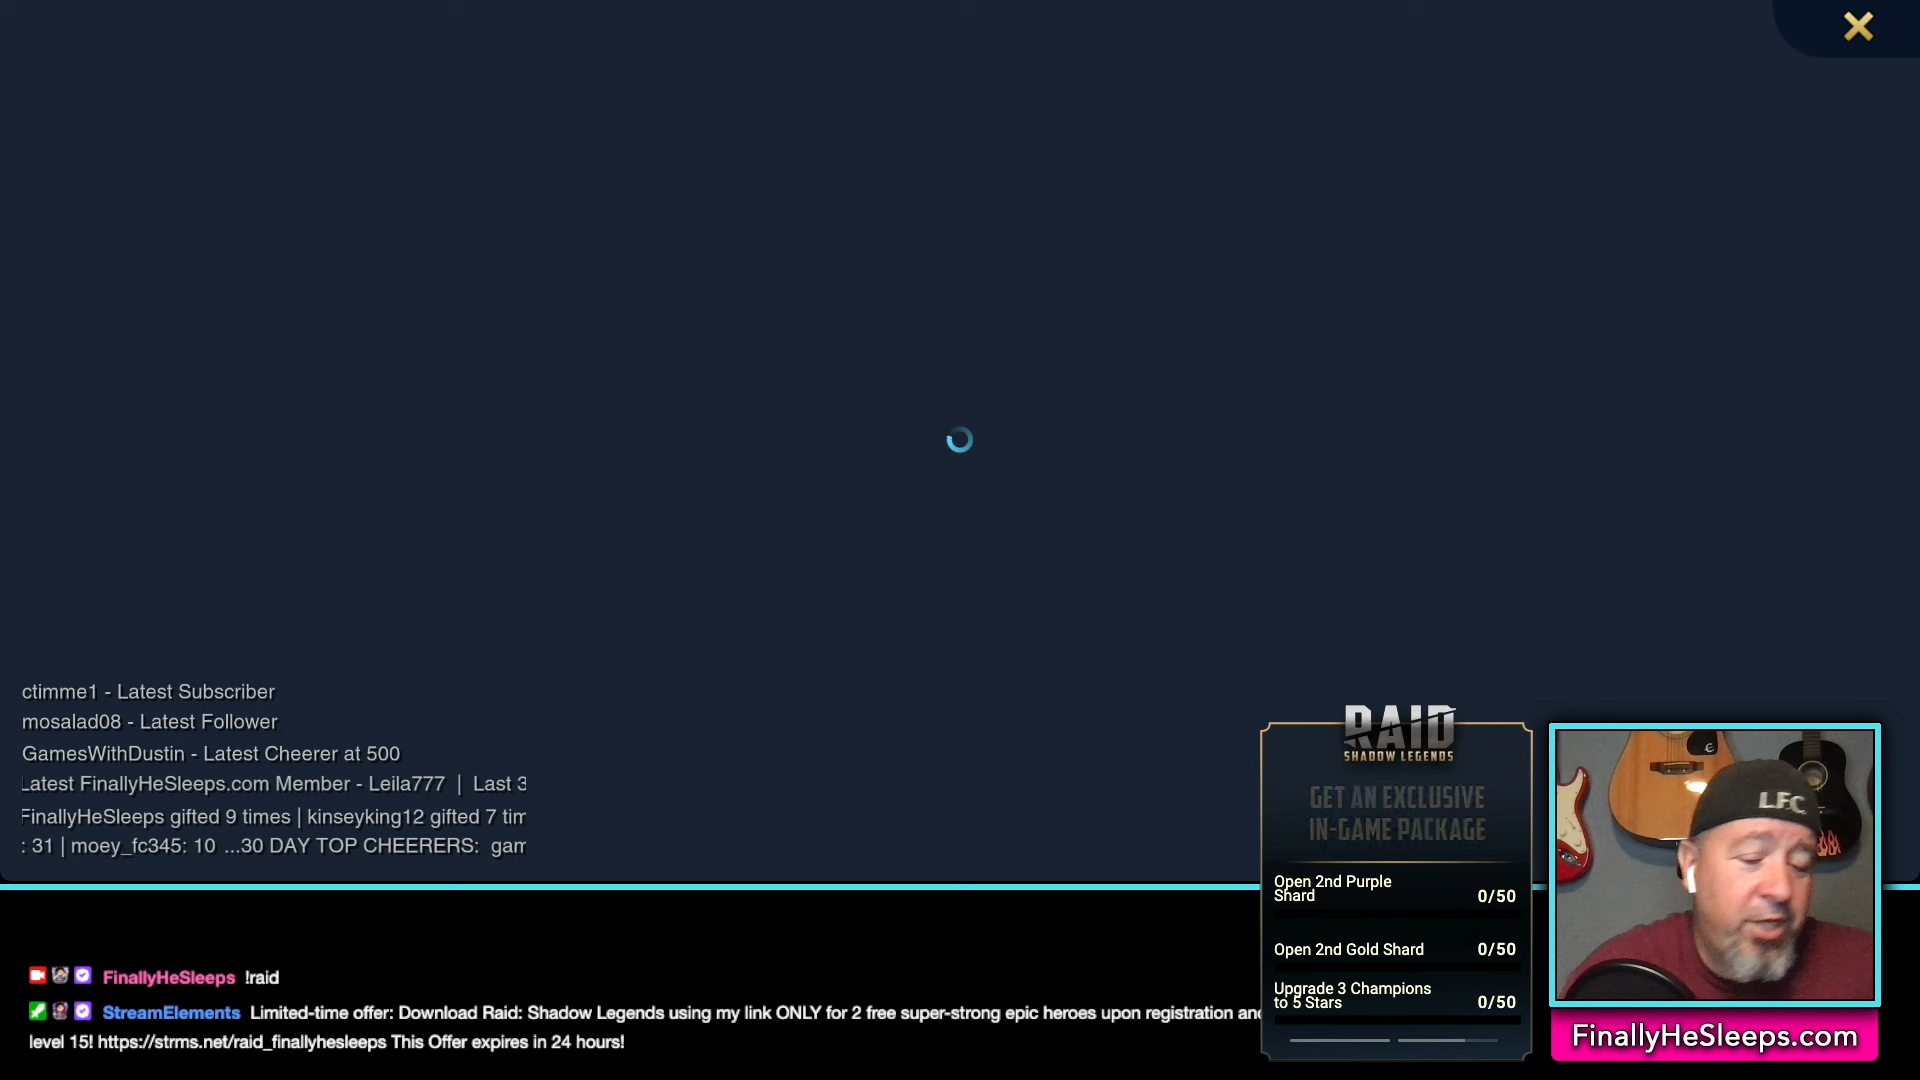 ctimme1 - Latest Subscriber
mosalad08 - Latest Follower
GamesWithDustin - Latest Cheerer at 500
Latest FinallyHeSleeps.com Member - Leila777 | Last 3
FinallyHeSleeps gifted 9 times | kinseyking12 gifted 7 tim
: 31 | moey_fc345: 10 ...30 DAY TOP CHEERERS: gam
RAID
SHADOW LEGENDS
GET AN EXCLUSIVE
IN-GAME PACKAGE
Open 2nd Purple
Shard 0/50
Open 2nd Gold Shard 0/50
Upgrade 3 Champions
to 5 Stars 0/50
LFC
FinallyHeSleeps !raid
StreamElements Limited-time offer: Download Raid: Shadow Legends using my link ONLY for 2 free super-strong epic heroes upon registration and
level 15! https://strms.net/raid_finallyhesleeps This Offer expires in 24 hours!
FinallyHeSleeps.com